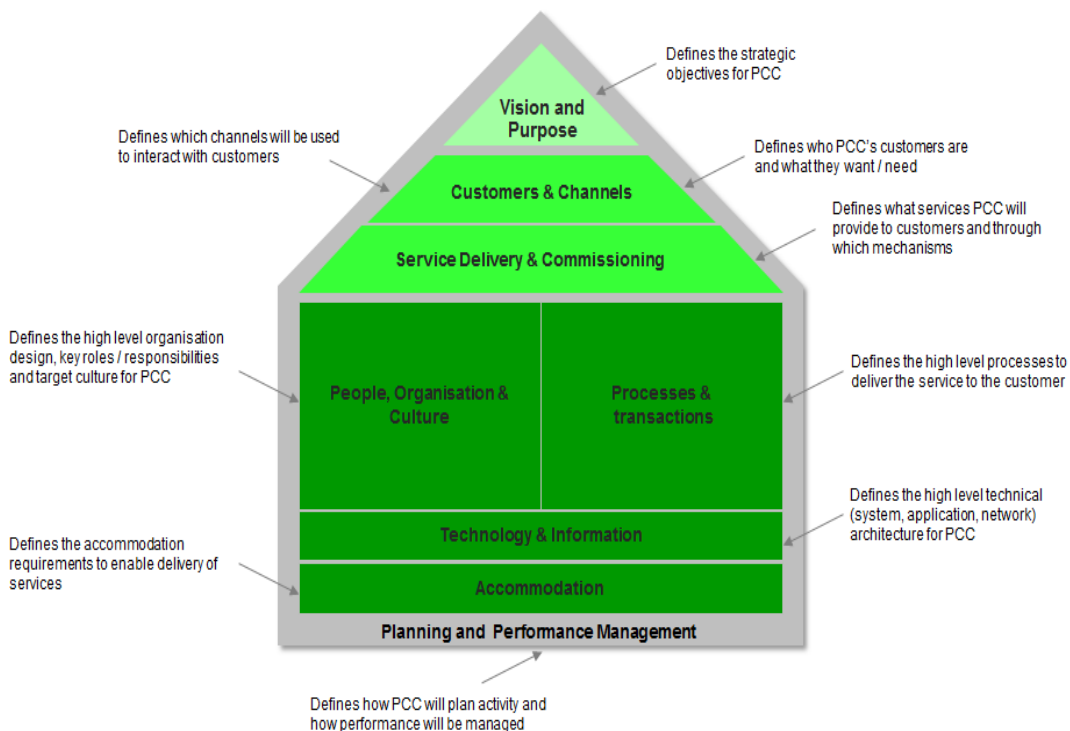 Defines the strategic
objectives for PCC
Vision and
Purpose
Defines which channels will be used
to interact with customers
Defines who PCC's customers are
and what they want / need
Customers & Channels
Defines what services PCC will
provide to customers and through
which mechanisms
Service Delivery & Commissioning
Defines the high level organisation
design, key roles / responsibilities
and target culture for PCC
People, Organisation &
Culture
Processes &
transactions
Defines the high level processes to
deliver the service to the customer
Defines the high level technical
(system, application, network)
architecture for PCC
Technology & Information
Defines the accommodation
requirements to enable delivery of
services
Accommodation
Planning and Performance Management
Defines how PCC will plan activity and
how performance will be managed